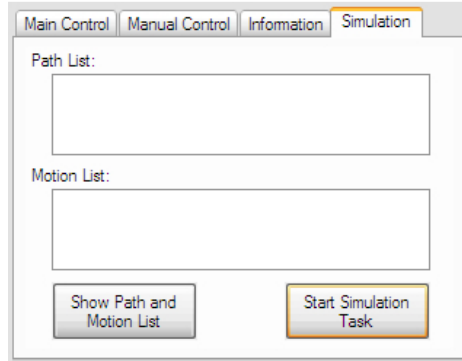 Main Control Manual Control Information Simulation
Path List:
Motion List:
Show Path and
Motion List
Start Simulation
Task